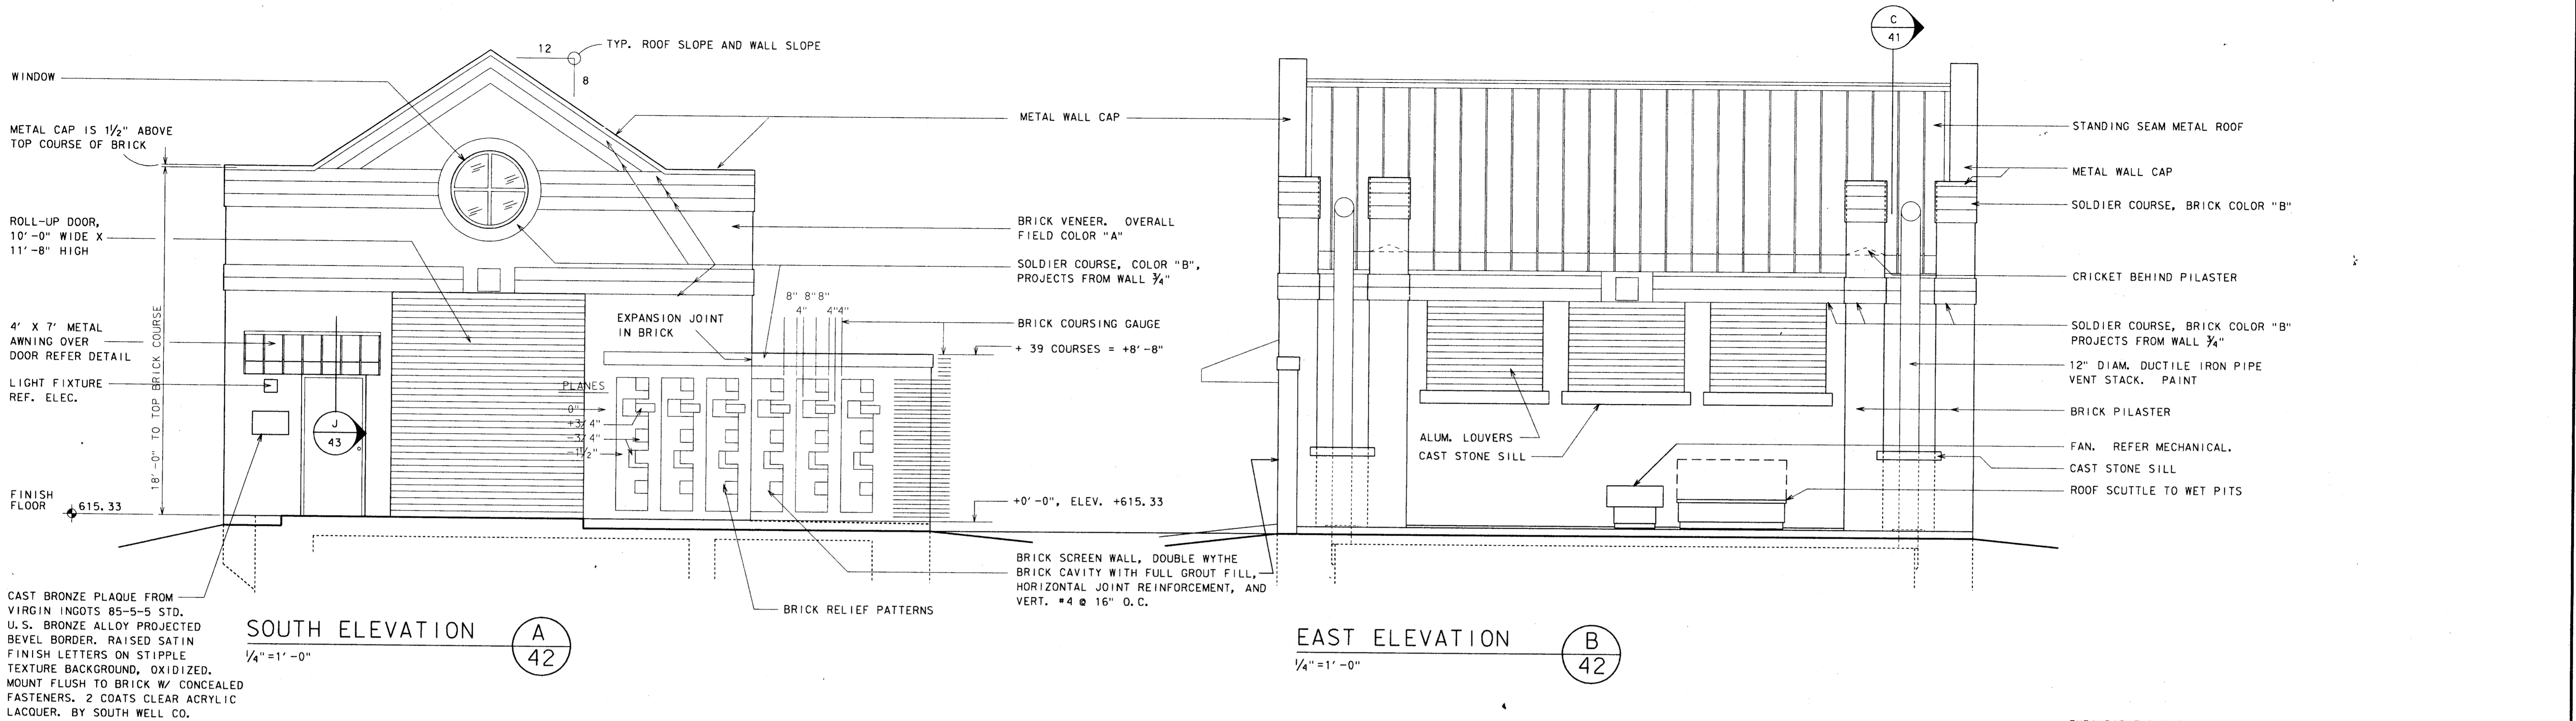 WINDOW
METAL CAP IS 1½" ABOVE
TOP COURSE OF BRICK
ROLL-UP DOOR,
10'-0" WIDE X
11'-8" HIGH
4' X 7' METAL
AWNING OVER
DOOR REFER DETAIL
LIGHT FIXTURE
REF. ELEC.
FINISH
FLOOR
615.33
18'-0" TO TOP BRICK COURSE
CAST BRONZE PLAQUE FROM
VIRGIN INGOTS 85-5-5 STD.
U.S. BRONZE ALLOY PROJECTED
BEVEL BORDER. RAISED SATIN
FINISH LETTERS ON STIPPLE
TEXTURE BACKGROUND, OXIDIZED.
MOUNT FLUSH TO BRICK W/ CONCEALED
FASTENERS. 2 COATS CLEAR ACRYLIC
LACQUER. BY SOUTH WELL CO.
12
8
TYP. ROOF SLOPE AND WALL SLOPE
J
43
EXPANSION JOINT
IN BRICK
PLANES
0"
+3/4"
-3/4"
-1½"
8" 8"8"
4" 4"4"
METAL WALL CAP
BRICK VENEER. OVERALL
FIELD COLOR "A"
SOLDIER COURSE, COLOR "B",
PROJECTS FROM WALL ¾"
BRICK COURSING GAUGE
+ 39 COURSES = +8'-8"
+0'-0", ELEV. +615.33
BRICK SCREEN WALL, DOUBLE WYTHE
BRICK CAVITY WITH FULL GROUT FILL,
HORIZONTAL JOINT REINFORCEMENT, AND
VERT. #4 @ 16" O.C.
BRICK RELIEF PATTERNS
SOUTH ELEVATION
¼"=1'-0"
A
42
C
41
STANDING SEAM METAL ROOF
METAL WALL CAP
SOLDIER COURSE, BRICK COLOR "B"
CRICKET BEHIND PILASTER
SOLDIER COURSE, BRICK COLOR "B"
PROJECTS FROM WALL ¾"
12" DIAM. DUCTILE IRON PIPE
VENT STACK. PAINT
BRICK PILASTER
FAN. REFER MECHANICAL.
CAST STONE SILL
ROOF SCUTTLE TO WET PITS
ALUM. LOUVERS
CAST STONE SILL
EAST ELEVATION
¼"=1'-0"
B
42